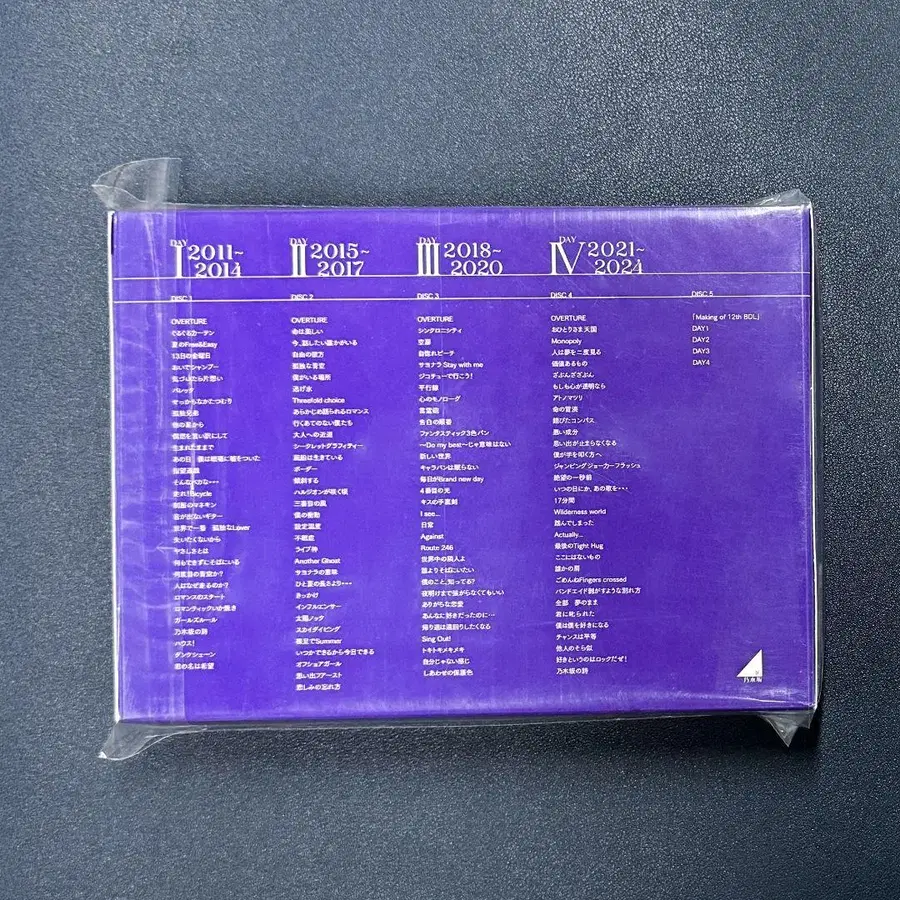 DAY
I 2011~
2014
DISC 1
OVERTURE
ぐるぐるカーテン
夏のFree&Easy
13日の金曜日
おいでシャンプー
気づいたら片想い
バレッタ
せっかちなかたつむり
孤独兄弟
他の星から
偶然を言い訳にして
生まれたままで
あの日 僕は咄嗟に嘘をついた
指望遠鏡
そんなバカな・・・
走れ!Bicycle
制服のマネキン
音が出ないギター
世界で一番 孤独なLover
失いたくないから
やさしさとは
何もできずにそばにいる
何度目の青空か?
人はなぜ走るのか?
ロマンスのスタート
ロマンティックいか焼き
ガールズルール
乃木坂の詩
ハウス!
ダンケシェーン
君の名は希望
DAY
II 2015~
2017
DISC 2
OVERTURE
命は美しい
今、話したい誰かがいる
自由の彼方
孤独な青空
僕がいる場所
逃げ水
Threefold choice
あらかじめ語られるロマンス
行くあてのない僕たち
大人への近道
シークレットグラフィティー
風船は生きている
ボーダー
傾斜する
ハルジオンが咲く頃
三番目の風
僕の衝動
設定温度
不眠症
ライブ神
Another Ghost
サヨナラの意味
ひと夏の長さより・・・
きっかけ
インフルエンサー
太陽ノック
スカイダイビング
裸足でSummer
いつかできるから今日できる
オフショアガール
思い出ファースト
悲しみの忘れ方
DAY
III 2018~
2020
DISC 3
OVERTURE
シンクロニシティ
空扉
自惚れビーチ
サヨナラ Stay with me
ジコチューで行こう!
平行線
心のモノローグ
言霊砲
告白の順番
ファンタスティック3色パン
～Do my best～じゃ意味はない
新しい世界
キャラバンは眠らない
毎日がBrand new day
4番目の光
キスの手裏剣
I see...
日常
Against
Route 246
世界中の隣人よ
誰よりそばにいたい
僕のこと、知ってる?
夜明けまで強がらなくてもいい
ありがちな恋愛
あんなに好きだったのに…
帰り道は遠回りしたくなる
Sing Out!
トキトキメキメキ
自分じゃない感じ
しあわせの保護色
DAY
IV 2021~
2024
DISC 4
OVERTURE
おひとりさま天国
Monopoly
人は夢を二度見る
価値あるもの
ざぶんざざぶん
もしも心が透明なら
アトノマツリ
命の冒涜
錆びたコンパス
悪い成分
思い出が止まらなくなる
僕が手を叩く方へ
ジャンピングジョーカーフラッシュ
絶望の一秒前
いつの日にか、あの歌を・・・
17分間
Wilderness world
踏んでしまった
Actually...
最後のTight Hug
ここにはないもの
誰かの肩
ごめんねFingers crossed
バンドエイド剥がすような別れ方
全部 夢のまま
君に叱られた
僕は僕を好きになる
チャンスは平等
他人のそら似
好きというのはロックだぜ!
乃木坂の詩
DISC 5
「Making of 12th BDL」
DAY1
DAY2
DAY3
DAY4
乃木坂